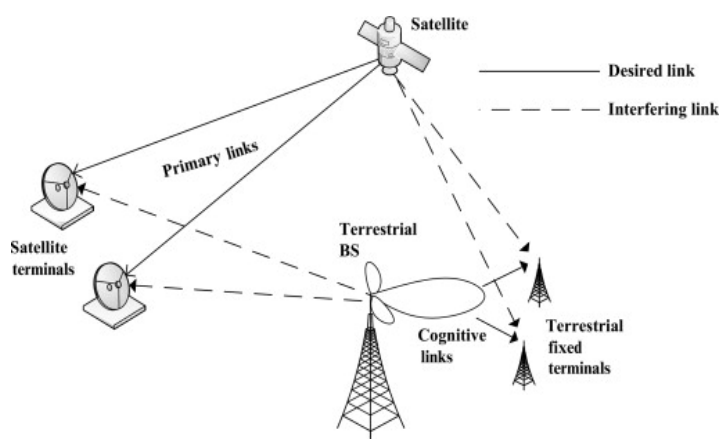 Satellite
Desired link
Interfering link
Primary links
Satellite
terminals
Terrestrial
BS
Cognitive
links
Terrestrial
fixed
terminals